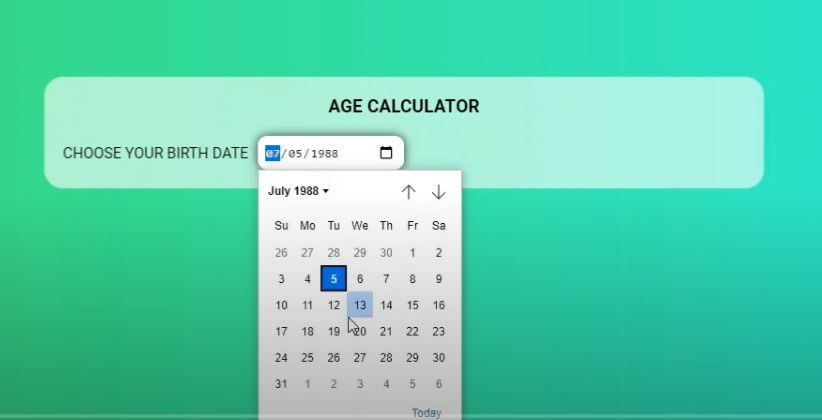 AGE CALCULATOR
CHOOSE YOUR BIRTH DATE 07/05/1988
July 1988
Su Mo Tu We Th Fr Sa
26 27 28 29 30 1 2
3 4 5 6 7 8 9
10 11 12 13 14 15 16
17 18 19 20 21 22 23
24 25 26 27 28 29 30
31 1 2 3 4 5 6
Today